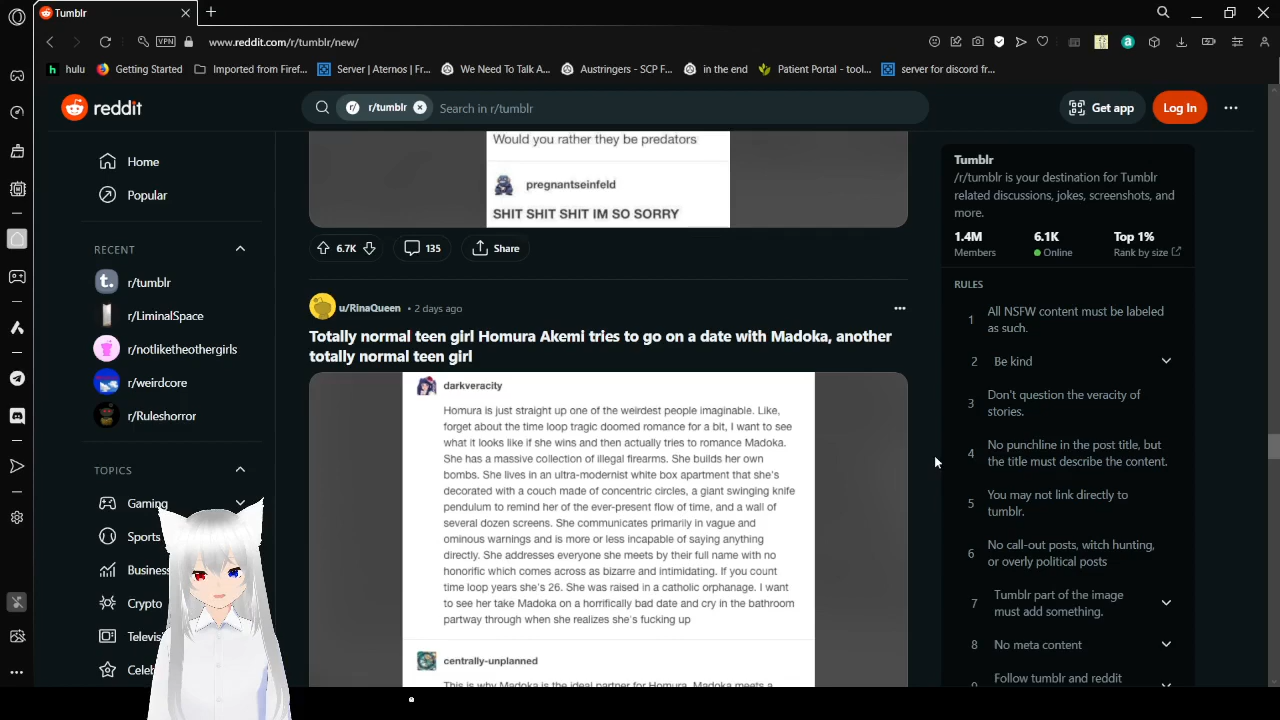 Tumblr
VPN
www.reddit.com/r/tumblr/new/
hulu
Getting Started
Imported from Firef...
Server | Aternos | Fr...
We Need To Talk A...
Austringers - SCP F...
in the end
Patient Portal - tool...
server for discord fr...
reddit
r/ r/tumblr
Search in r/tumblr
Get app
Log In
Home
Popular
RECENT
r/tumblr
r/LiminalSpace
r/notliketheothergirls
r/weirdcore
r/Ruleshorror
TOPICS
Gaming
Sports
Business
Crypto
Televi
Celeb
Would you rather they be predators
pregnantseinfeld
SHIT SHIT SHIT IM SO SORRY
6.7K
135
Share
u/RinaQueen • 2 days ago
Totally normal teen girl Homura Akemi tries to go on a date with Madoka, another
totally normal teen girl
darkveracity
Homura is just straight up one of the weirdest people imaginable. Like,
forget about the time loop tragic doomed romance for a bit, I want to see
what it looks like if she wins and then actually tries to romance Madoka.
She has a massive collection of illegal firearms. She builds her own
bombs. She lives in an ultra-modernist white box apartment that she's
decorated with a couch made of concentric circles, a giant swinging knife
pendulum to remind her of the ever-present flow of time, and a wall of
several dozen screens. She communicates primarily in vague and
ominous warnings and is more or less incapable of saying anything
directly. She addresses everyone she meets by their full name with no
honorific which comes across as bizarre and intimidating. If you count
time loop years she's 26. She was raised in a catholic orphanage. I want
to see her take Madoka on a horrifically bad date and cry in the bathroom
partway through when she realizes she's fucking up
centrally-unplanned
This is why Madoka is the ideal partner for Homura. Madoka meets a
Tumblr
/r/tumblr is your destination for Tumblr
related discussions, jokes, screenshots, and
more.
1.4M
Members
6.1K
Online
Top 1%
Rank by size
RULES
1 All NSFW content must be labeled
as such.
2 Be kind
3 Don't question the veracity of
stories.
4 No punchline in the post title, but
the title must describe the content.
5 You may not link directly to
tumblr.
6 No call-out posts, witch hunting,
or overly political posts
7 Tumblr part of the image
must add something.
8 No meta content
Follow tumblr and reddit